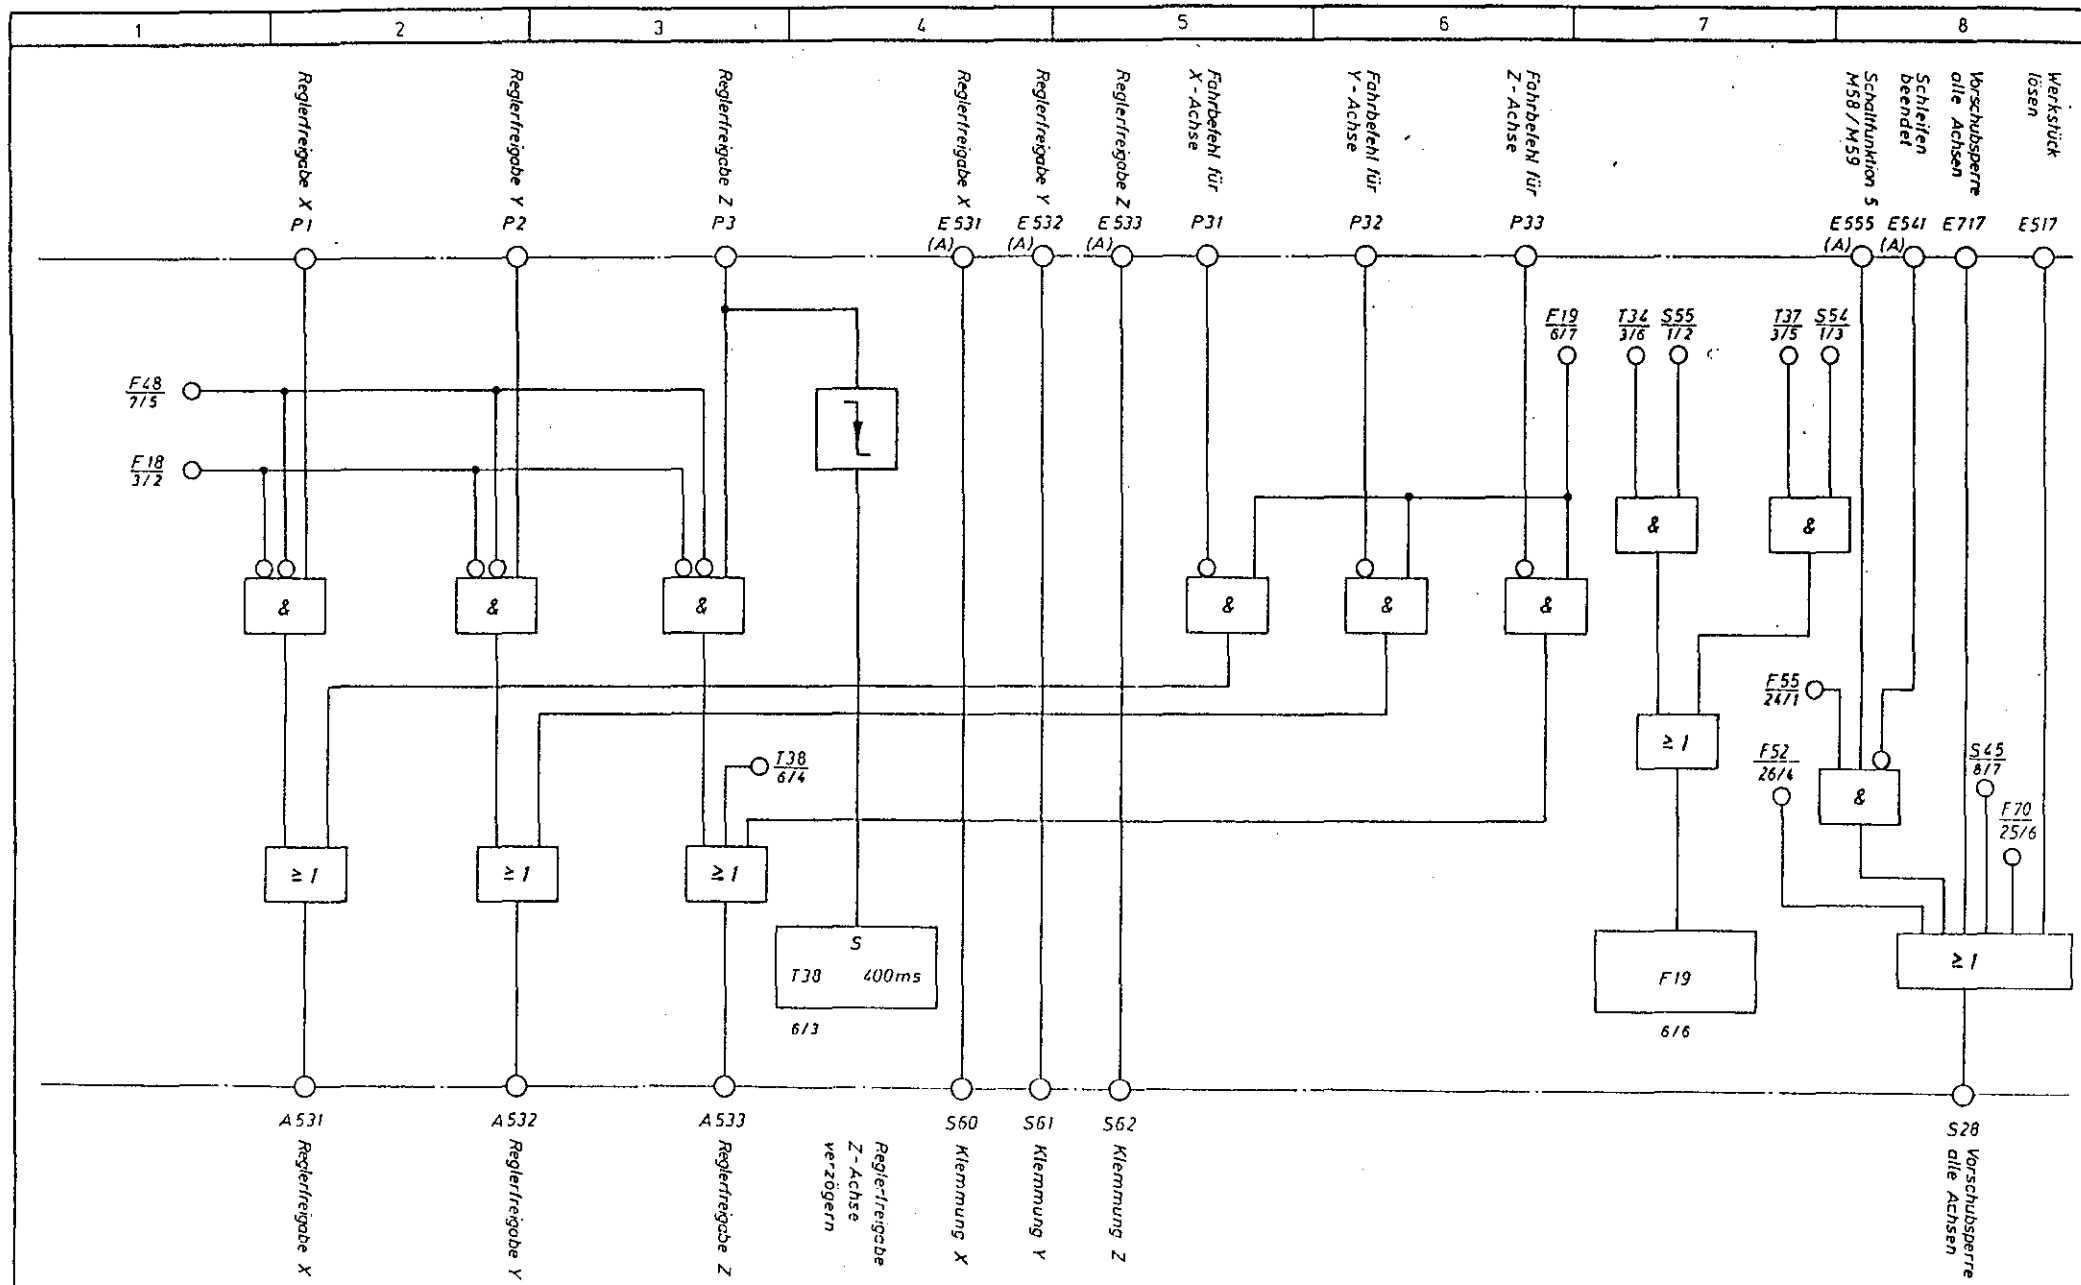 1
2
3
4
5
6
7
8
Reglerfreigabe X
Reglerfreigabe Y
Reglerfreigabe Z
Reglerfreigabe X
Reglerfreigabe Y
Reglerfreigabe Z
Fahrbefehl für
X-Achse
Fahrbefehl für
Y-Achse
Fahrbefehl für
Z-Achse
Schaltfunktion 5
M58 / M59
Schleifen
beendet
Vorschubsperre
alle Achsen
Werkstück
lösen
P1
P2
P3
E531
(A)
E532
(A)
E533
(A)
P31
P32
P33
E555
(A)
E541
(A)
E717
E517
F19
6/7
T34
3/6
S55
1/2
T37
3/5
S54
1/3
F48
7/5
F18
3/2
&
&
&
&
&
&
&
&
F55
24/1
≥1
T38
6/4
F52
26/4
S45
8/7
&
F70
25/6
≥1
≥1
≥1
S
T38 400ms
6/3
F19
6/6
≥1
A531
A532
A533
S60
S61
S62
S28
Reglerfreigabe X
Reglerfreigabe Y
Reglerfreigabe Z
Reglerfreigabe
Z-Achse
verzögern
Klemmung X
Klemmung Y
Klemmung Z
Vorschubsperre
alle Achsen